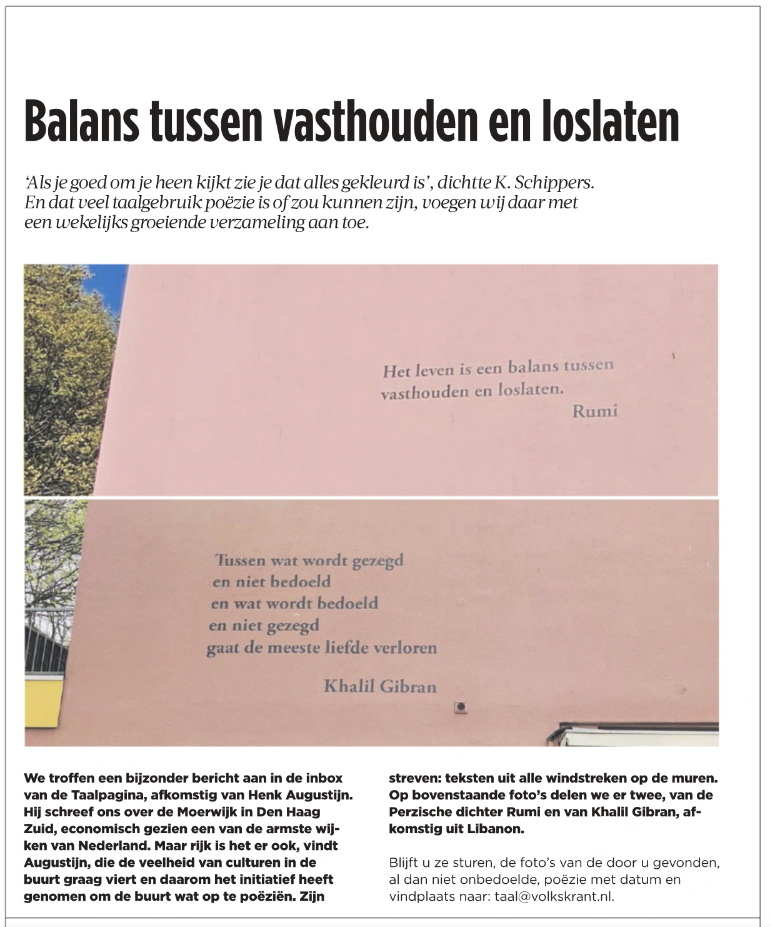 Balans tussen vasthouden en loslaten
‘Als je goed om je heen kijkt zie je dat alles gekleurd is’, dichtte K. Schippers.
En dat veel taalgebruik poëzie is of zou kunnen zijn, voegen wij daar met
een wekelijks groeiende verzameling aan toe.
Het leven is een balans tussen
vasthouden en loslaten.
Rumi
Tussen wat wordt gezegd
en niet bedoeld
en wat wordt bedoeld
en niet gezegd
gaat de meeste liefde verloren
Khalil Gibran
We troffen een bijzonder bericht aan in de inbox
van de Taalpagina, afkomstig van Henk Augustijn.
Hij schreef ons over de Moerwijk in Den Haag
Zuid, economisch gezien een van de armste wij-
ken van Nederland. Maar rijk is het er ook, vindt
Augustijn, die de veelheid van culturen in de
buurt graag viert en daarom het initiatief heeft
genomen om de buurt wat op te poëziën. Zijn
streven: teksten uit alle windstreken op de muren.
Op bovenstaande foto’s delen we er twee, van de
Perzische dichter Rumi en van Khalil Gibran, af-
komstig uit Libanon.
Blijft u ze sturen, de foto’s van de door u gevonden,
al dan niet onbedoelde, poëzie met datum en
vindplaats naar: taal@volkskrant.nl.